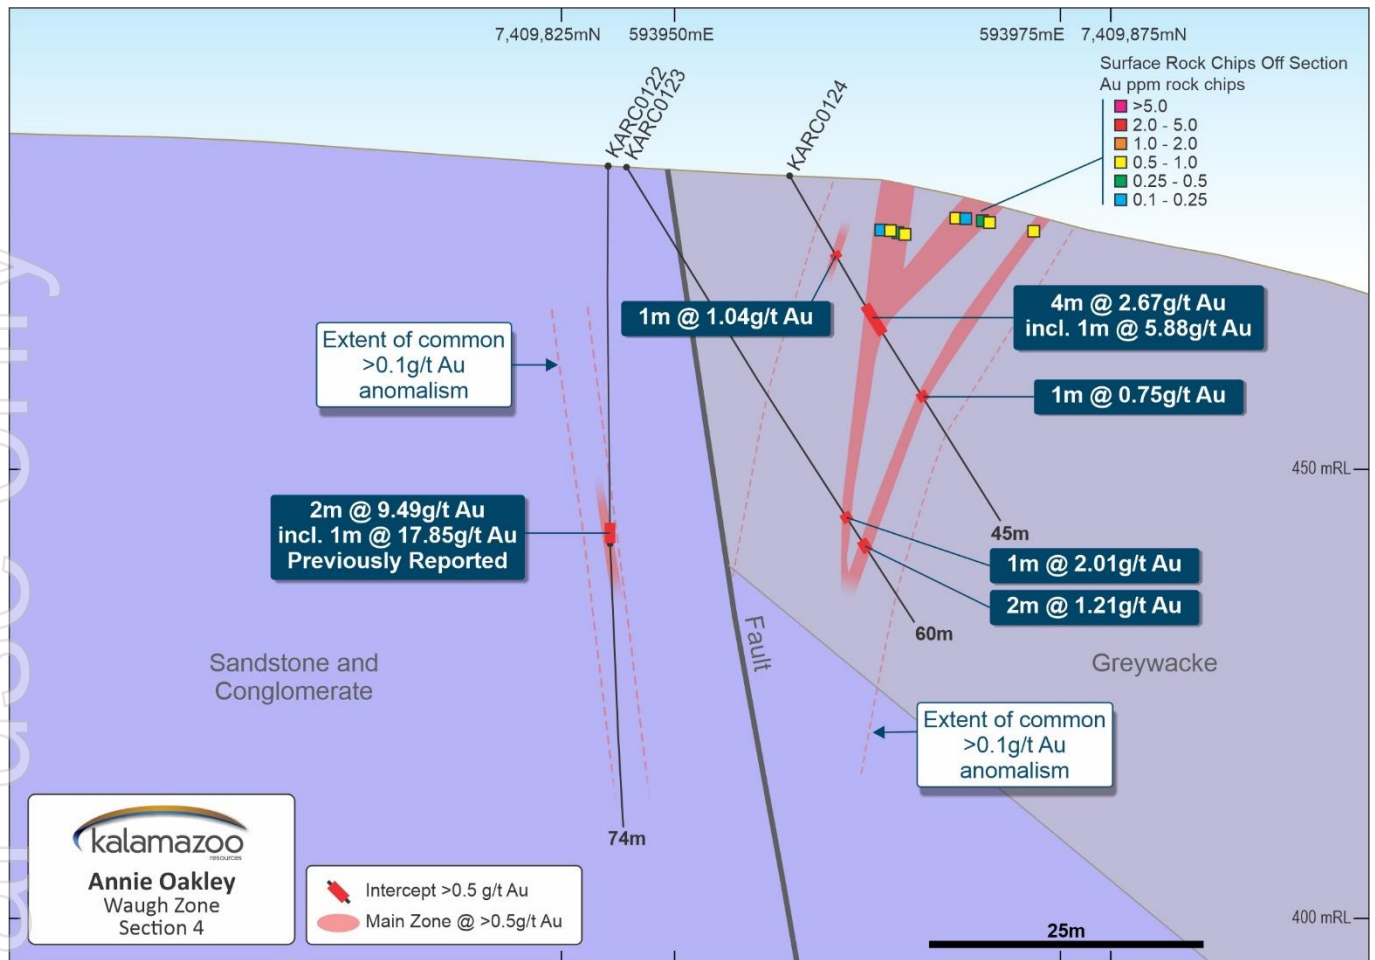 7,409,825mN
593950mE
593975mE
7,409,875mN
Surface Rock Chips Off Section
Au ppm rock chips
>5.0
2.0 - 5.0
1.0 - 2.0
0.5 - 1.0
0.25 - 0.5
0.1 - 0.25
KARC0122
KARC0123
KARC0124
1m @ 1.04g/t Au
4m @ 2.67g/t Au
incl. 1m @ 5.88g/t Au
Extent of common
>0.1g/t Au
anomalism
1m @ 0.75g/t Au
450 mRL
2m @ 9.49g/t Au
incl. 1m @ 17.85g/t Au
Previously Reported
45m
1m @ 2.01g/t Au
2m @ 1.21g/t Au
60m
Fault
Sandstone and
Conglomerate
Greywacke
Extent of common
>0.1g/t Au
anomalism
74m
kalamazoo
resources
Annie Oakley
Waugh Zone
Section 4
Intercept >0.5 g/t Au
Main Zone @ >0.5g/t Au
400 mRL
25m